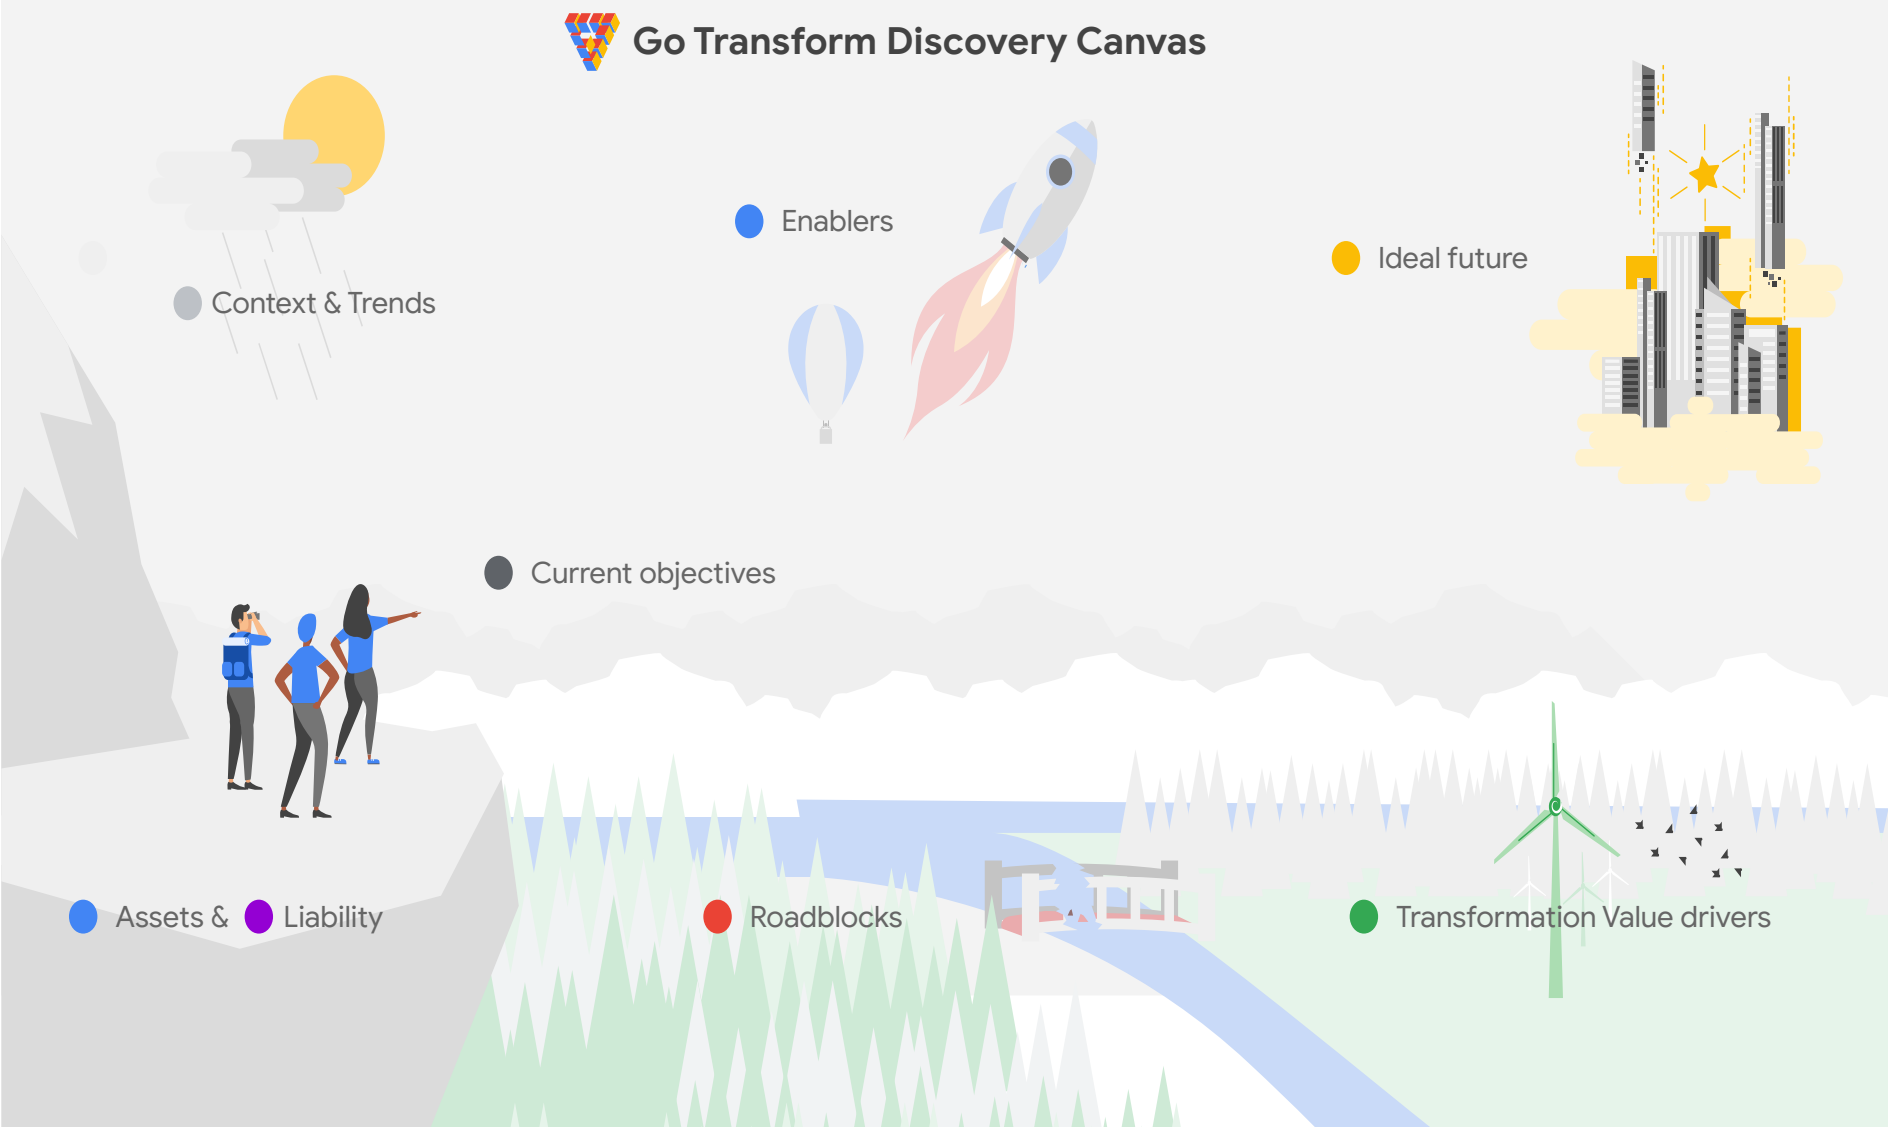 Go Transform Discovery Canvas
Enablers
Ideal future
Context & Trends
Current objectives
Assets & Liability
Roadblocks
Transformation Value drivers